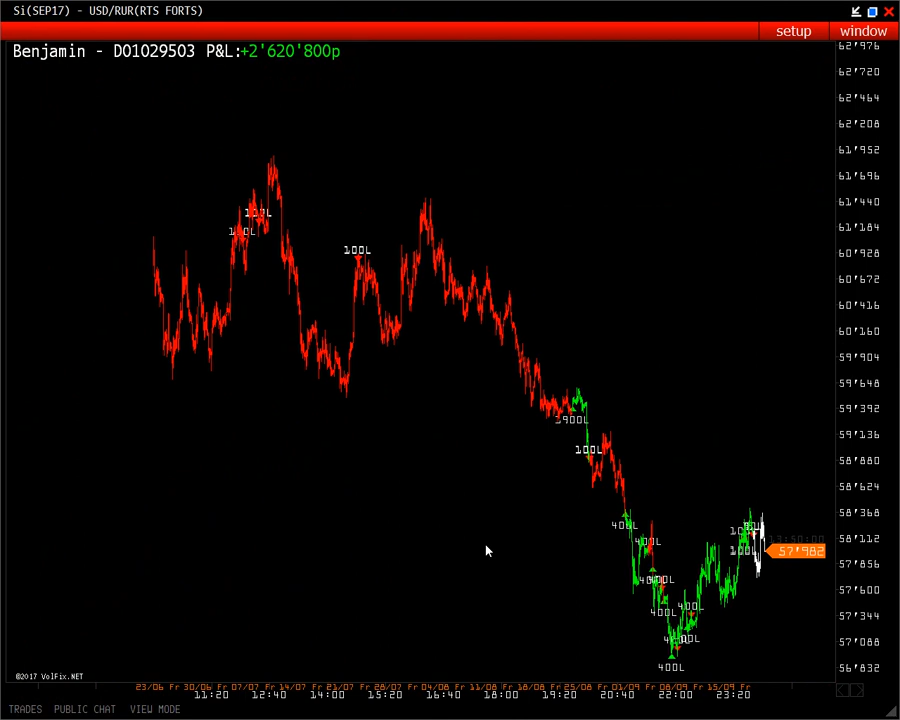 Si(SEP17) - USD/RUR(RTS FORTS)
setup window
Benjamin - D01029503 P&L:+2'620'800p
62'976
62'720
62'464
62'208
61'952
61'696
61'440
61'184
60'928
60'672
60'416
60'160
59'904
59'648
59'392
59'136
58'880
58'624
58'368
58'112
57'856
57'600
57'344
57'088
56'832
100L
100L
100L
400L
400L
400L
400L
100L
400L
13:50:00
57'982
©2017 VolFix.NET
23/06 Fr 30/06 Fr 07/07 Fr 14/07 Fr 21/07 Fr 28/07 Fr 04/08 Fr 11/08 Fr 18/08 Fr 25/08 Fr 01/09 Fr 08/09 Fr 15/09 Fr
11:20 12:40 14:00 15:20 16:40 18:00 19:20 20:40 22:00 23:20
TRADES PUBLIC CHAT VIEW MODE